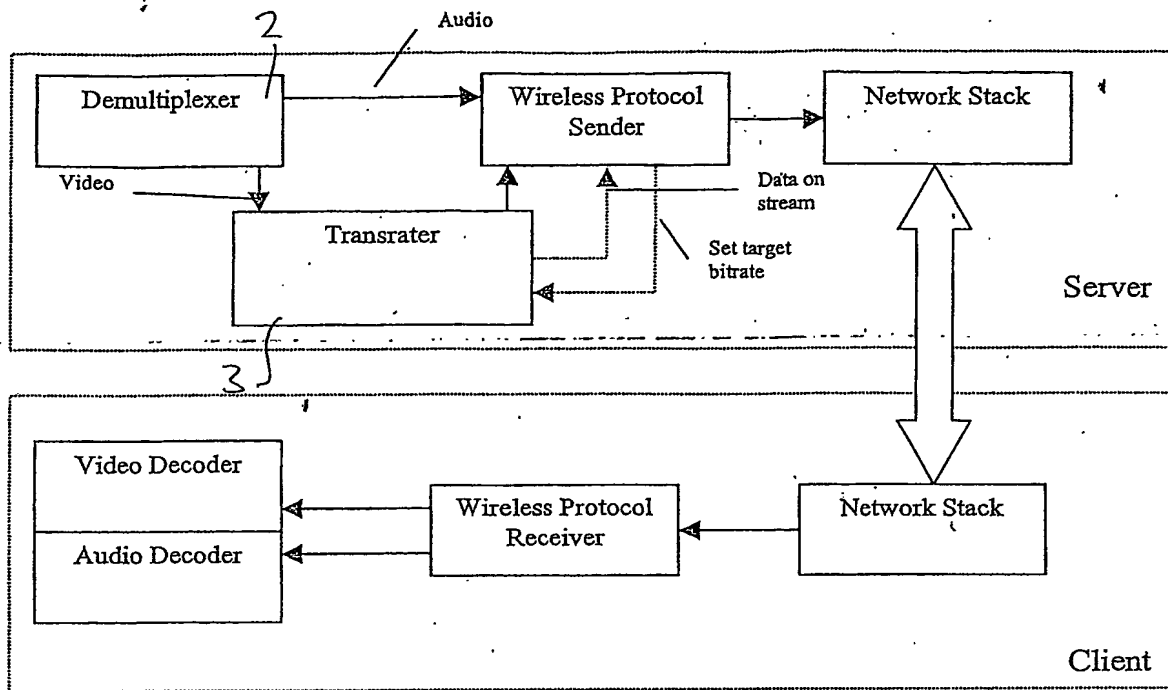 Audio
2
Demultiplexer
Wireless Protocol
Sender
Network Stack
Video
Data on
stream
Transrater
Set target
bitrate
Server
3
Video Decoder
Wireless Protocol
Receiver
Network Stack
Audio Decoder
Client